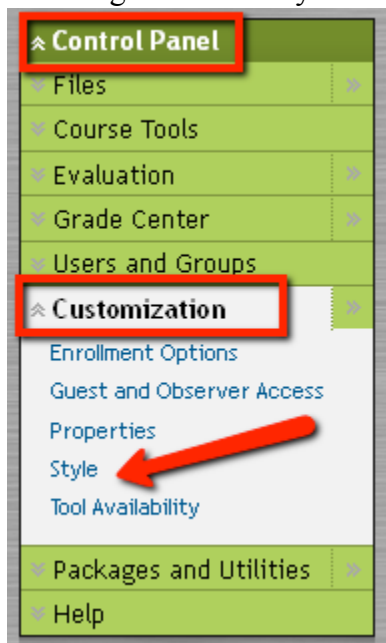 Control Panel
Files
Course Tools
Evaluation
Grade Center
Users and Groups
Customization
Enrollment Options
Guest and Observer Access
Properties
Style
Tool Availability
Packages and Utilities
Help